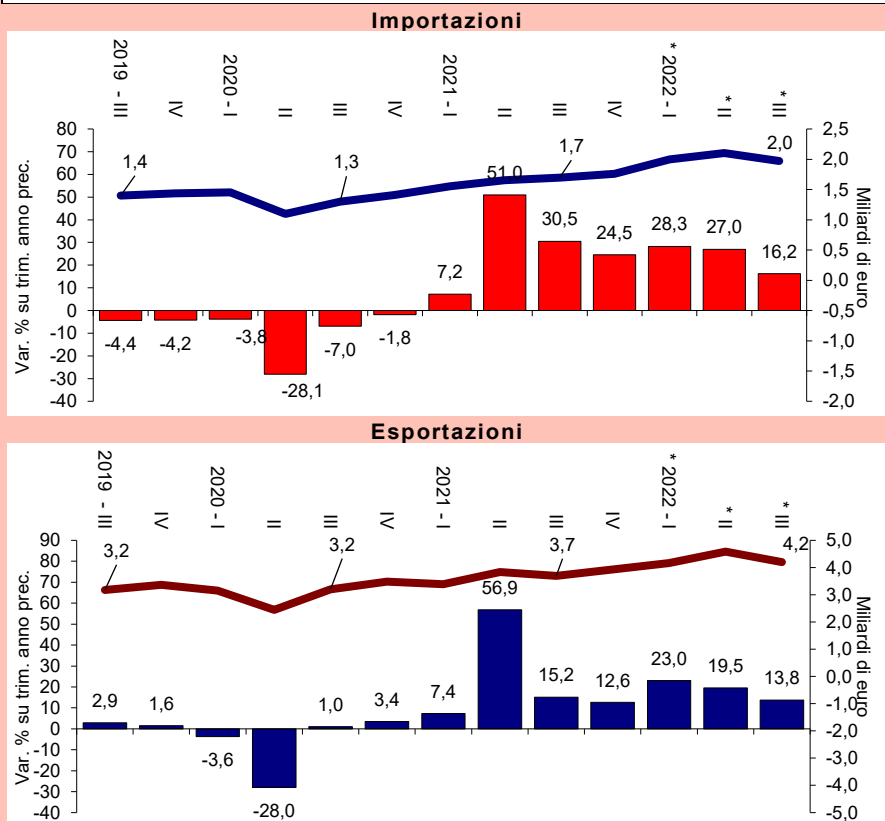 Importazioni
2019 - III
IV
2020 - I
II
III
IV
2021 - I
II
III
IV
* 2022 - I
* II
* III
Var. % su trim. anno prec.
80
70
60
50
40
30
20
10
0
-10
-20
-30
-40
1,4
1,3
1,7
2,0
-4,4
-4,2
-3,8
-28,1
-7,0
-1,8
7,2
51,0
30,5
24,5
28,3
27,0
16,2
2,5
2,0
1,5
1,0
0,5
0,0
-0,5
-1,0
-1,5
-2,0
Miliardi di euro
Esportazioni
2019 - III
IV
2020 - I
II
III
IV
2021 - I
II
III
IV
* 2022 - I
* II
* III
Var. % su trim. anno prec.
90
80
70
60
50
40
30
20
10
0
-10
-20
-30
-40
3,2
3,2
3,7
4,2
2,9
1,6
-3,6
-28,0
1,0
3,4
7,4
56,9
15,2
12,6
23,0
19,5
13,8
5,0
4,0
3,0
2,0
1,0
0,0
-1,0
-2,0
-3,0
-4,0
-5,0
Miliardi di euro